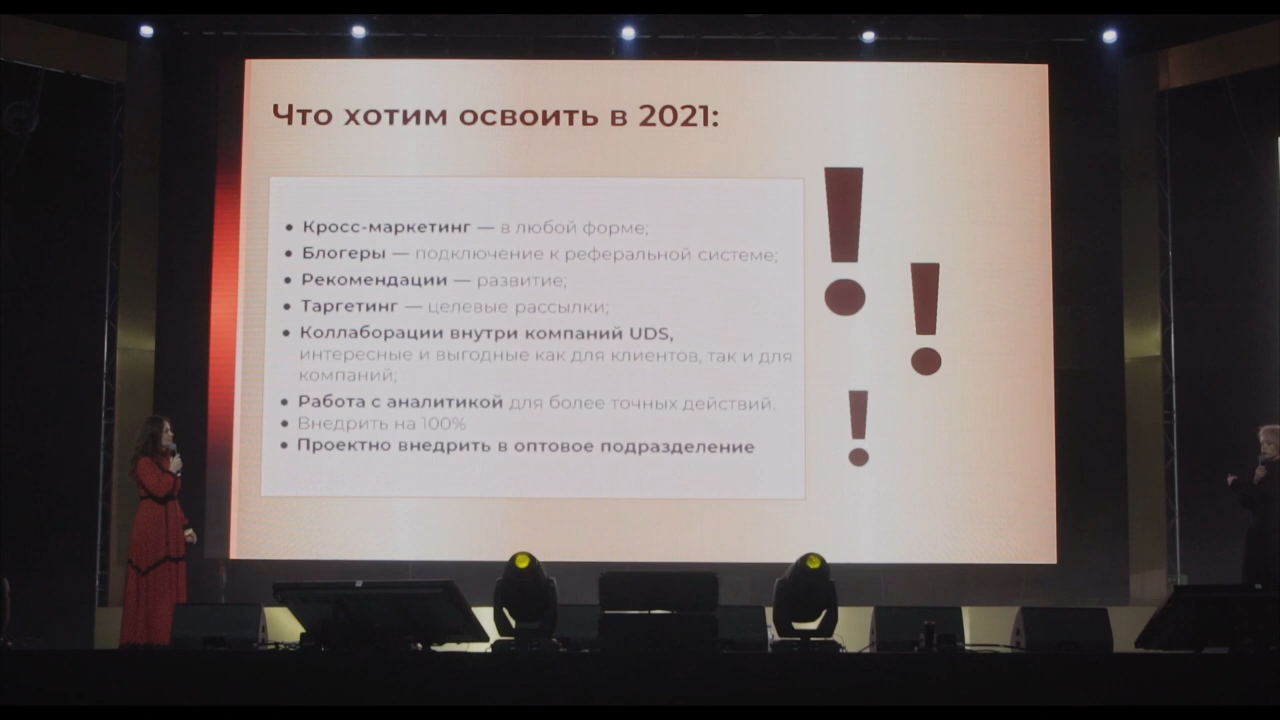 Что хотим освоить в 2021:
• Кросс-маркетинг — в любой форме;
• Блогеры — подключение к реферальной системе;
• Рекомендации — развитие;
• Таргетинг — целевые рассылки;
• Коллаборации внутри компаний UDS,
интересные и выгодные как для клиентов, так и для
компаний;
• Работа с аналитикой для более точных действий.
• Внедрить на 100%
• Проектно внедрить в оптовое подразделение
! ! !